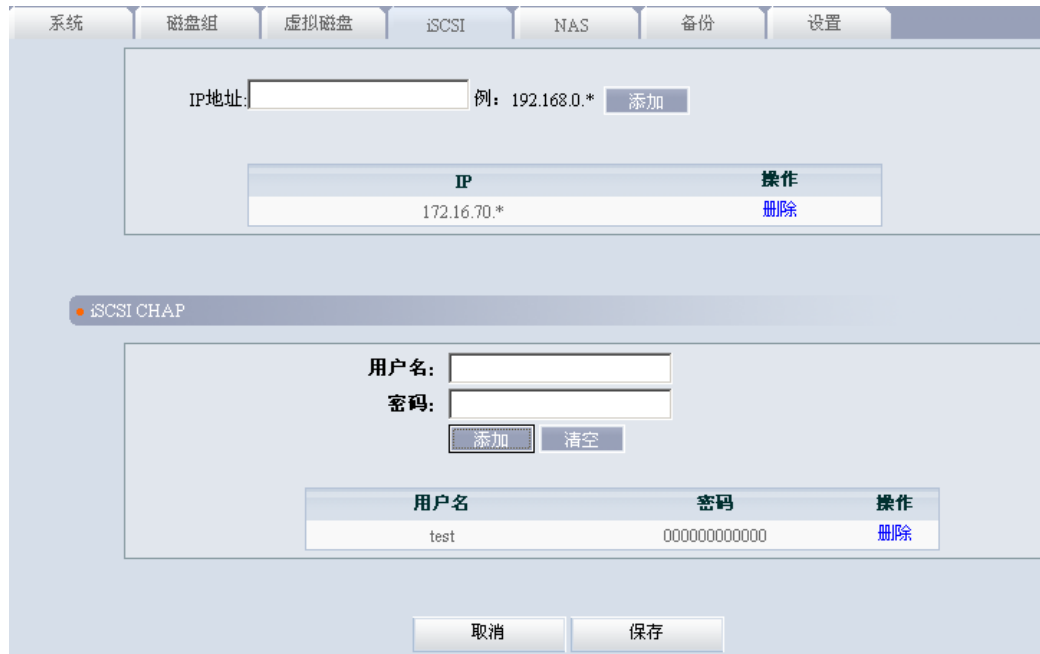 系统 磁盘组 虚拟磁盘 iSCSI NAS 备份 设置
IP地址: 例：192.168.0.* 添加
IP 操作
172.16.70.* 删除
iSCSI CHAP
用户名：
密码：
添加 清空
用户名 密码 操作
test 000000000000 删除
取消 保存